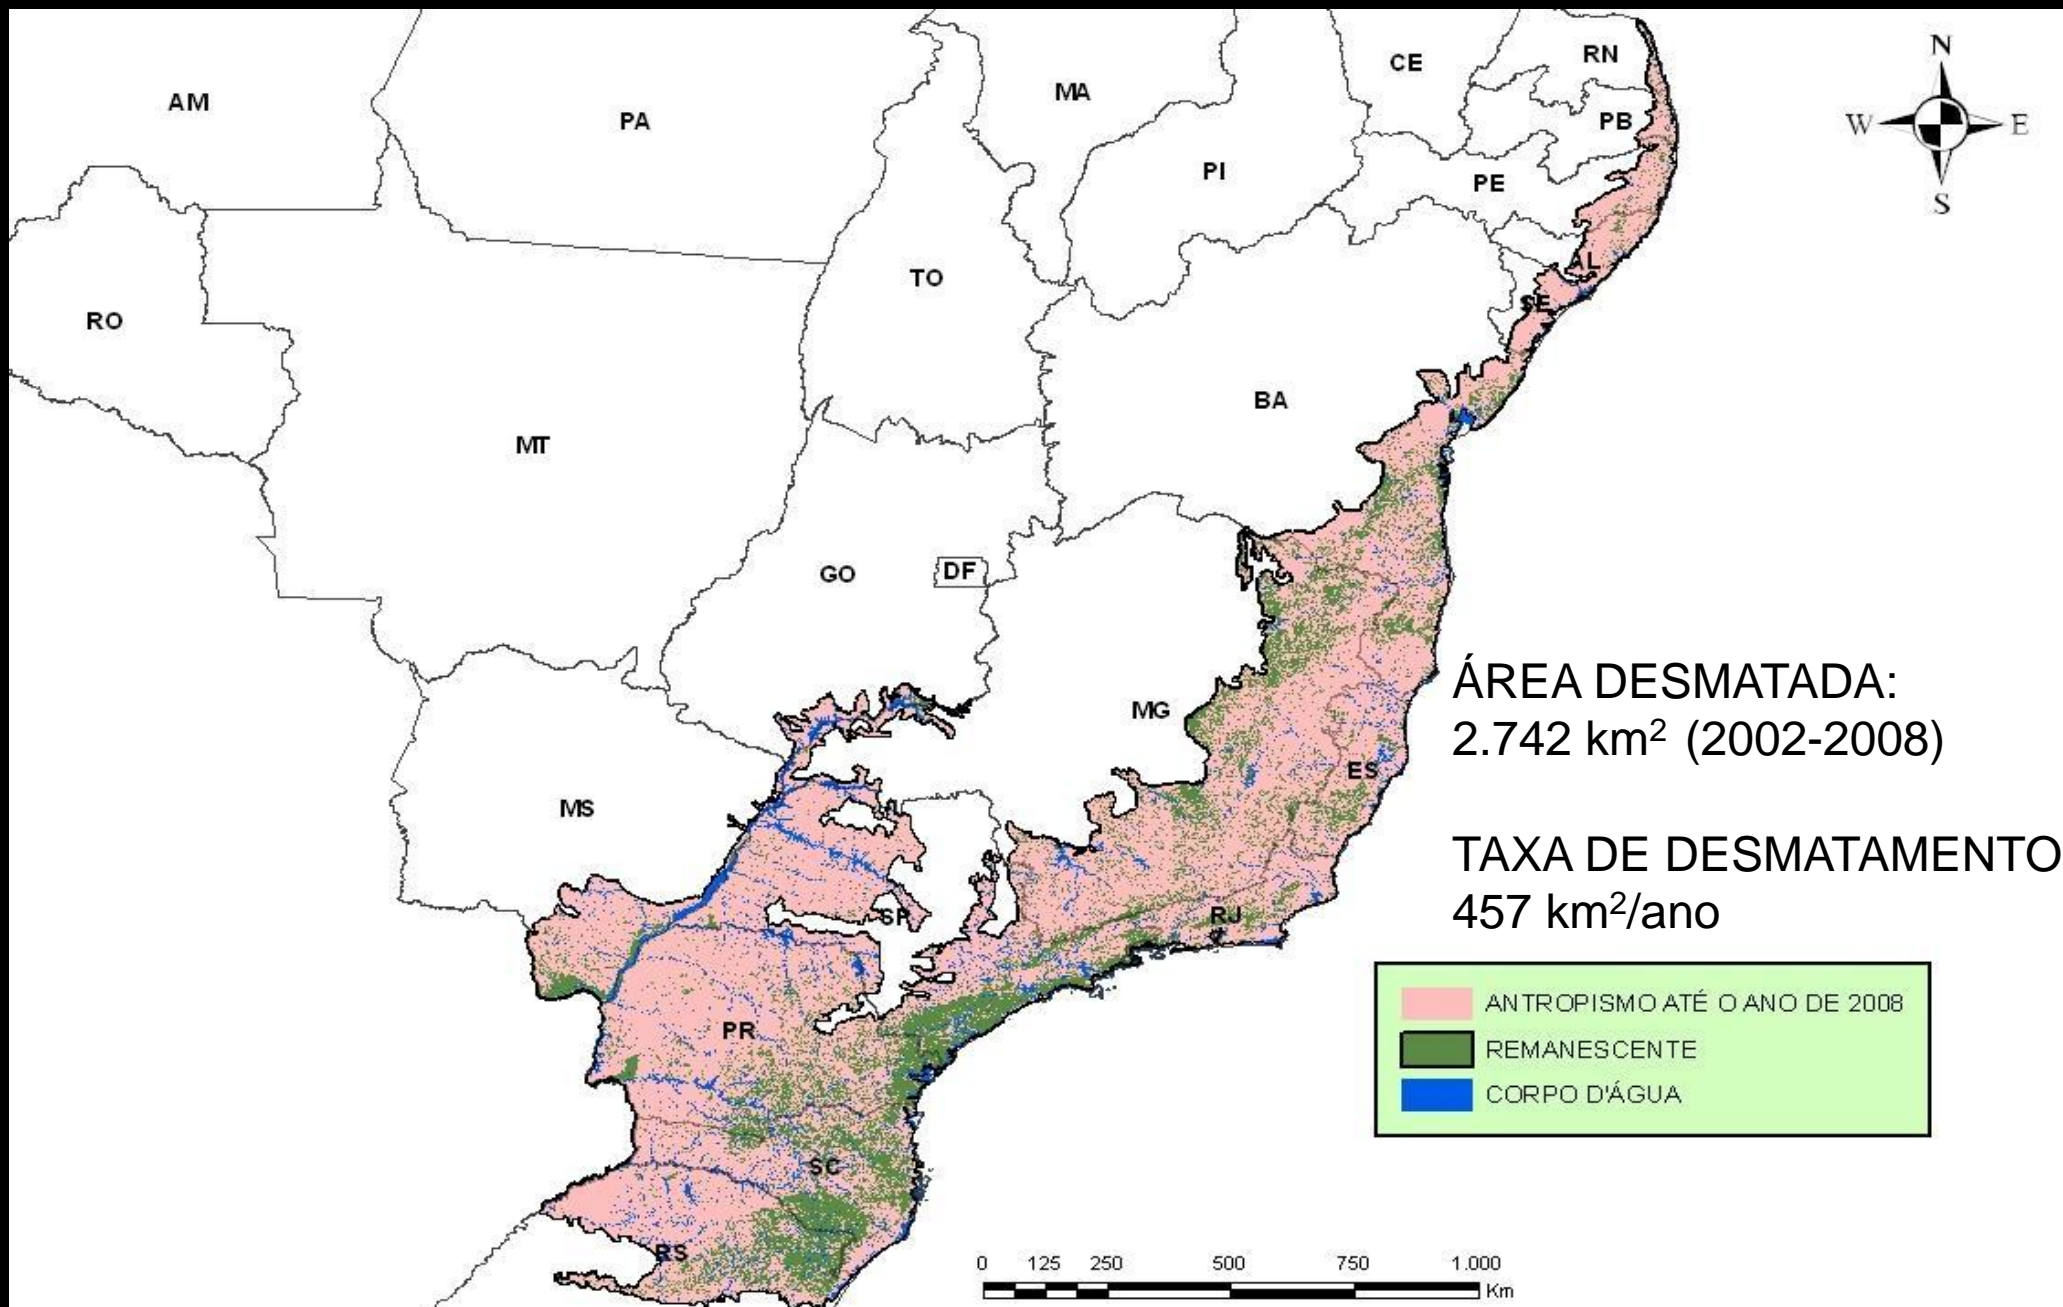 N
W E
S
AM
PA
MA
CE
RN
PB
PI
PE
AL
SE
TO
RO
BA
MT
GO
DF
MG
ES
MS
SP
RJ
PR
SC
RS
ÁREA DESMATADA:
2.742 km² (2002-2008)
TAXA DE DESMATAMENTO
457 km²/ano
ANTROPISMO ATÉ O ANO DE 2008
REMANESCENTE
CORPO D'ÁGUA
0 125 250 500 750 1.000
Km